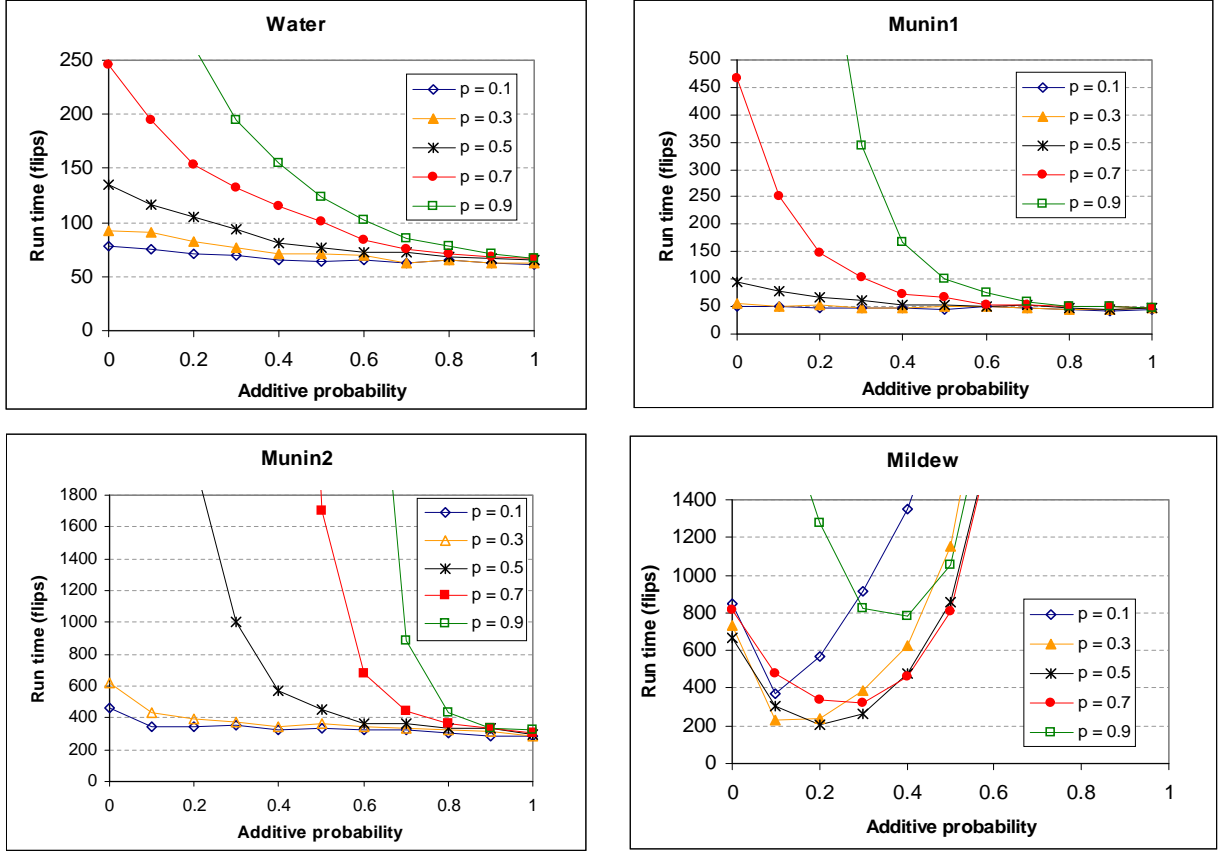 Water
Run time (flips)
250
200
150
100
50
0
0 0.2 0.4 0.6 0.8 1
Additive probability
p = 0.1
p = 0.3
p = 0.5
p = 0.7
p = 0.9
Munin1
Run time (flips)
500
450
400
350
300
250
200
150
100
50
0
0 0.2 0.4 0.6 0.8 1
Additive probability
p = 0.1
p = 0.3
p = 0.5
p = 0.7
p = 0.9
Munin2
Run time (flips)
1800
1600
1400
1200
1000
800
600
400
200
0
0 0.2 0.4 0.6 0.8 1
Additive probability
p = 0.1
p = 0.3
p = 0.5
p = 0.7
p = 0.9
Mildew
Run time (flips)
1400
1200
1000
800
600
400
200
0
0 0.2 0.4 0.6 0.8 1
Additive probability
p = 0.1
p = 0.3
p = 0.5
p = 0.7
p = 0.9